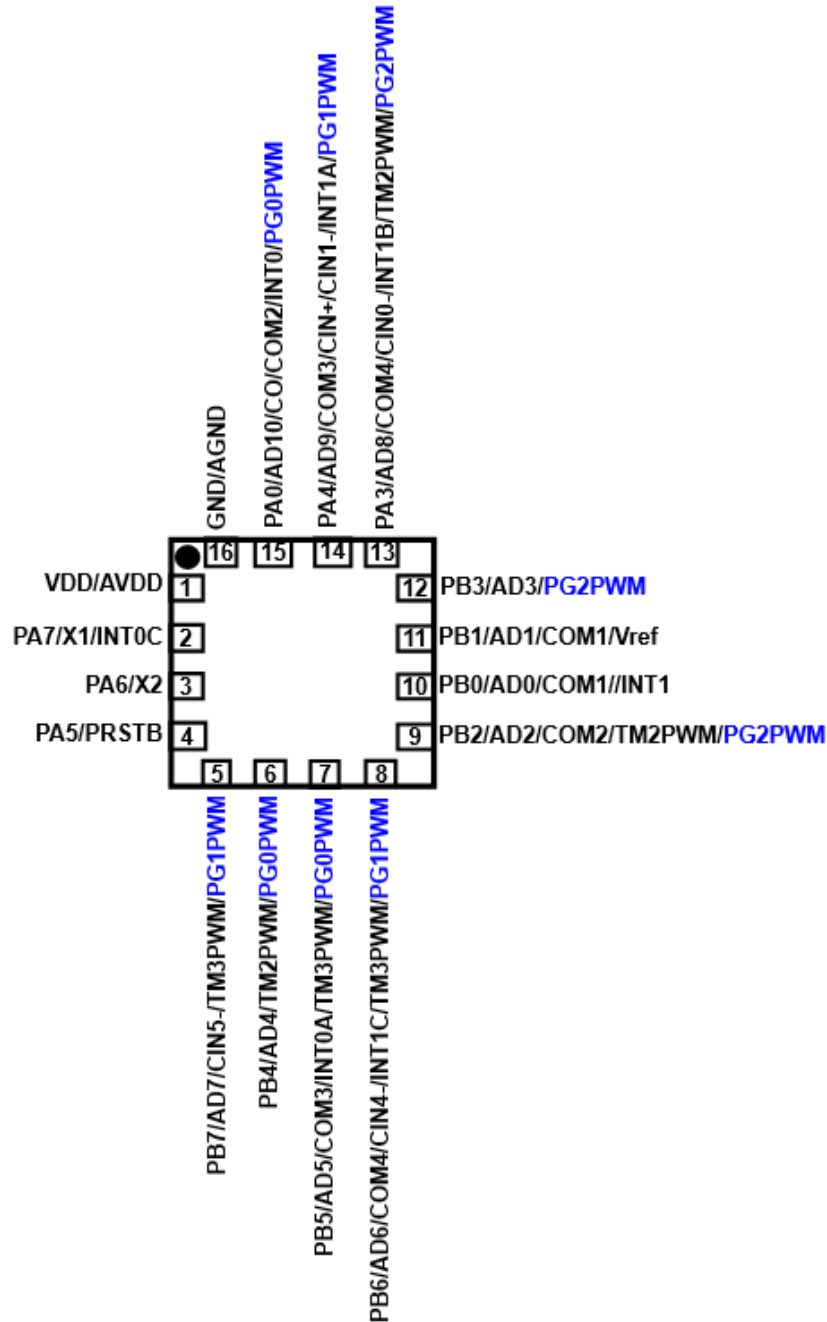 PA3/AD8/COM4/CIN0-/INT1B/TM2PWM/PG2PWM
PA4/AD9/COM3/CIN+/CIN1-/INT1A/PG1PWM
PA0/AD10/CO/COM2/INT0/PG0PWM
GND/AGND
16
15
14
13
VDD/AVDD
1
12
PB3/AD3/PG2PWM
PA7/X1/INT0C
2
11
PB1/AD1/COM1/Vref
PA6/X2
3
10
PB0/AD0/COM1//INT1
PA5/PRSTB
4
9
PB2/AD2/COM2/TM2PWM/PG2PWM
5
6
7
8
PB7/AD7/CIN5-/TM3PWM/PG1PWM
PB4/AD4/TM2PWM/PG0PWM
PB5/AD5/COM3/INT0A/TM3PWM/PG0PWM
PB6/AD6/COM4/CIN4-/INT1C/TM3PWM/PG1PWM